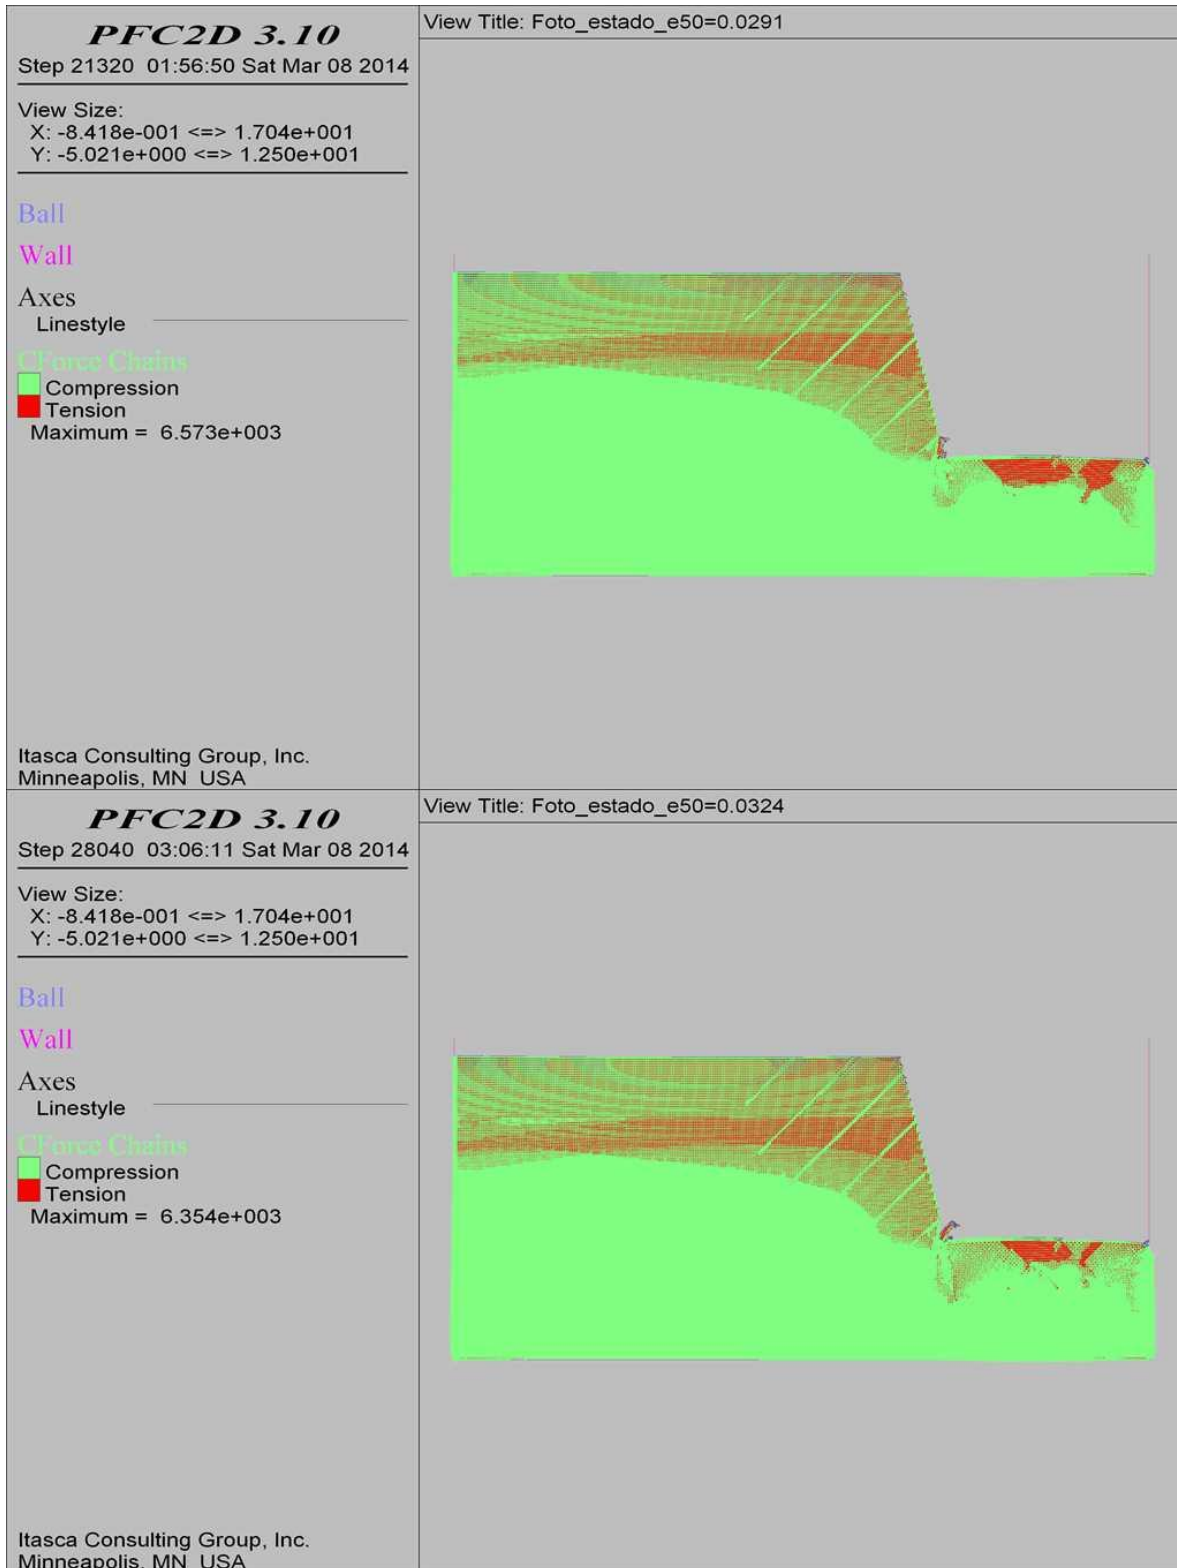 PFC2D 3.10
Step 21320 01:56:50 Sat Mar 08 2014
View Size:
X: -8.418e-001 <=> 1.704e+001
Y: -5.021e+000 <=> 1.250e+001
Ball
Wall
Axes
Linestyle
CForce Chains
Compression
Tension
Maximum = 6.573e+003
Itasca Consulting Group, Inc.
Minneapolis, MN USA
View Title: Foto_estado_e50=0.0291
PFC2D 3.10
Step 28040 03:06:11 Sat Mar 08 2014
View Size:
X: -8.418e-001 <=> 1.704e+001
Y: -5.021e+000 <=> 1.250e+001
Ball
Wall
Axes
Linestyle
CForce Chains
Compression
Tension
Maximum = 6.354e+003
Itasca Consulting Group, Inc.
Minneapolis, MN USA
View Title: Foto_estado_e50=0.0324